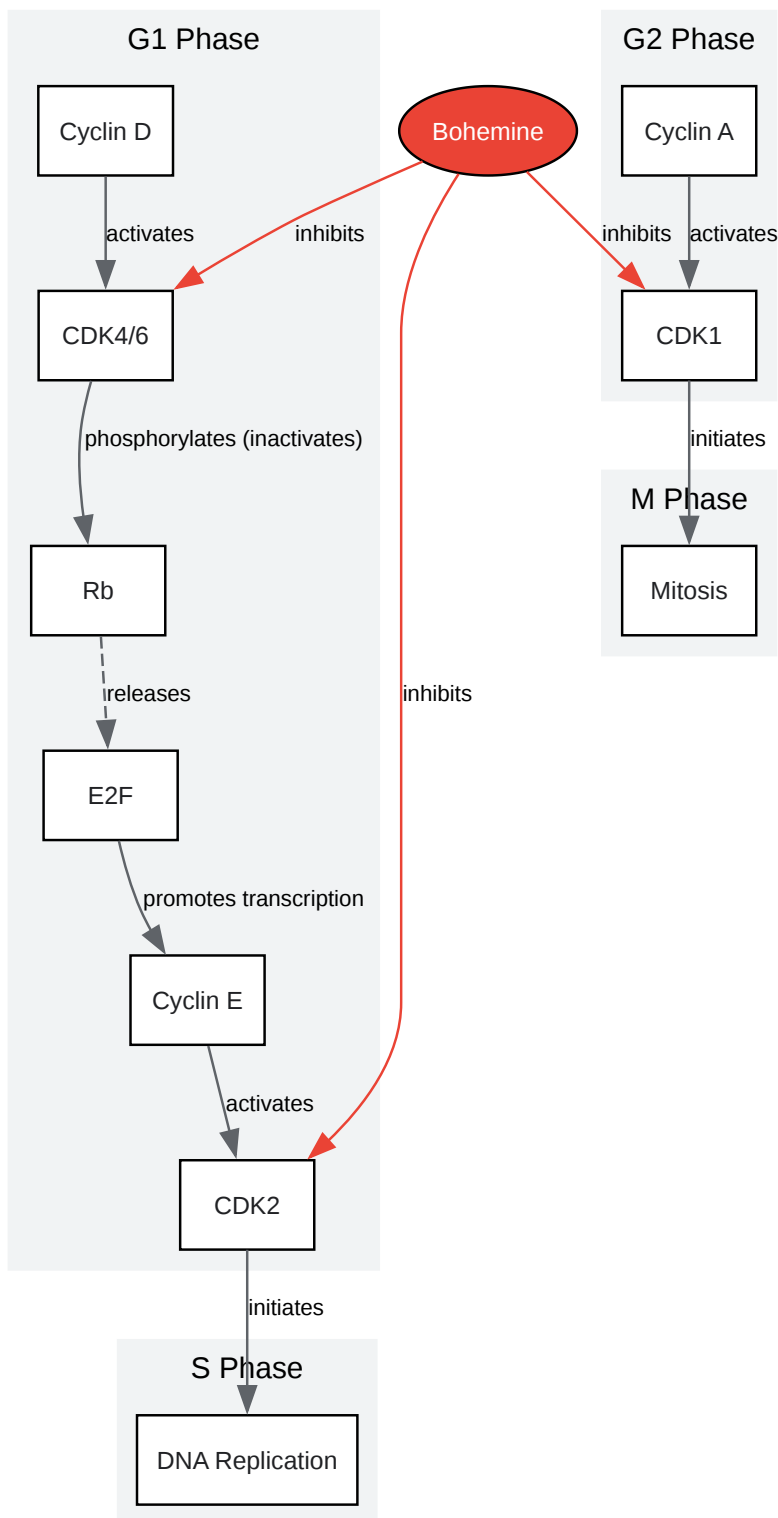 G1 Phase
G2 Phase
Cyclin D
Bohemine
Cyclin A
activates
inhibits
inhibits
activates
CDK4/6
CDK1
phosphorylates (inactivates)
initiates
M Phase
Rb
Mitosis
releases
inhibits
E2F
promotes transcription
Cyclin E
activates
CDK2
initiates
S Phase
DNA Replication